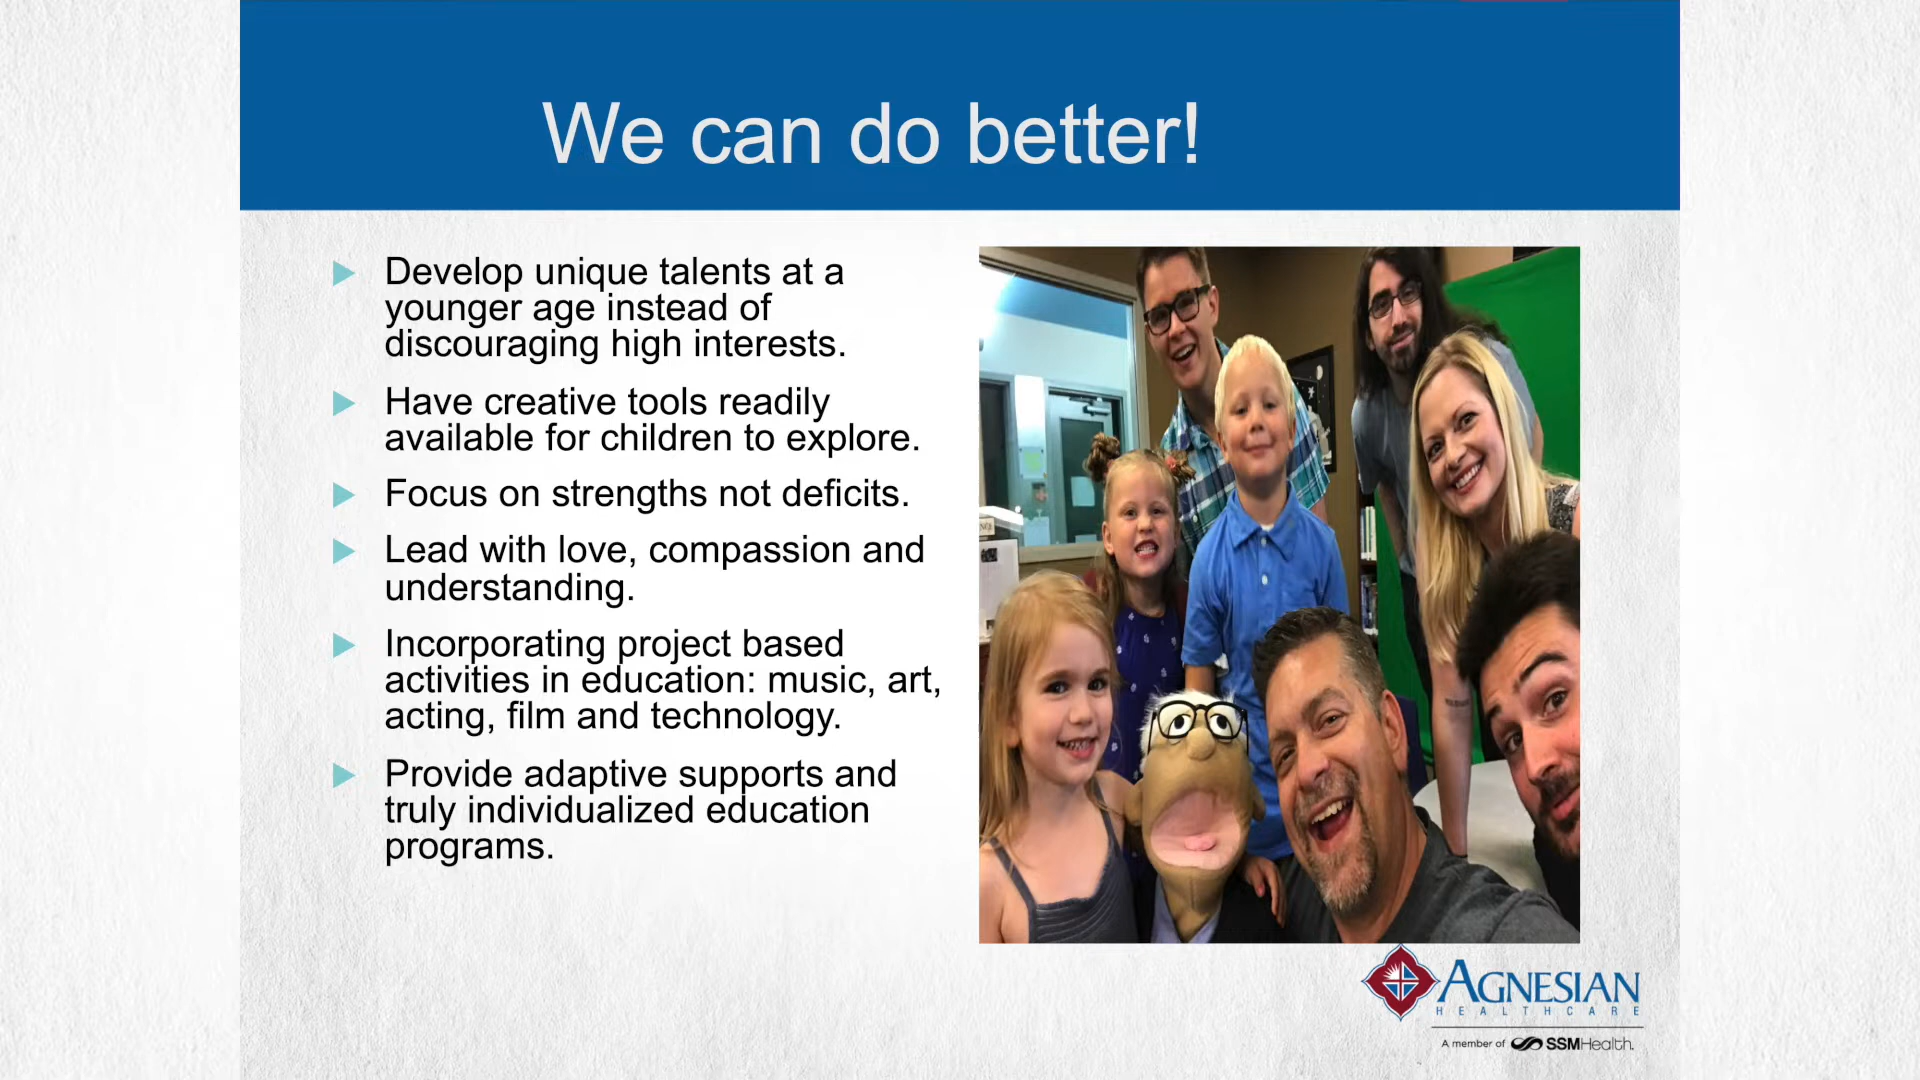 We can do better!
Develop unique talents at a
younger age instead of
discouraging high interests.
Have creative tools readily
available for children to explore.
Focus on strengths not deficits.
Lead with love, compassion and
understanding.
Incorporating project based
activities in education: music, art,
acting, film and technology.
Provide adaptive supports and
truly individualized education
programs.
AGNESIAN
HEALTHCARE
A member of SSMHealth.